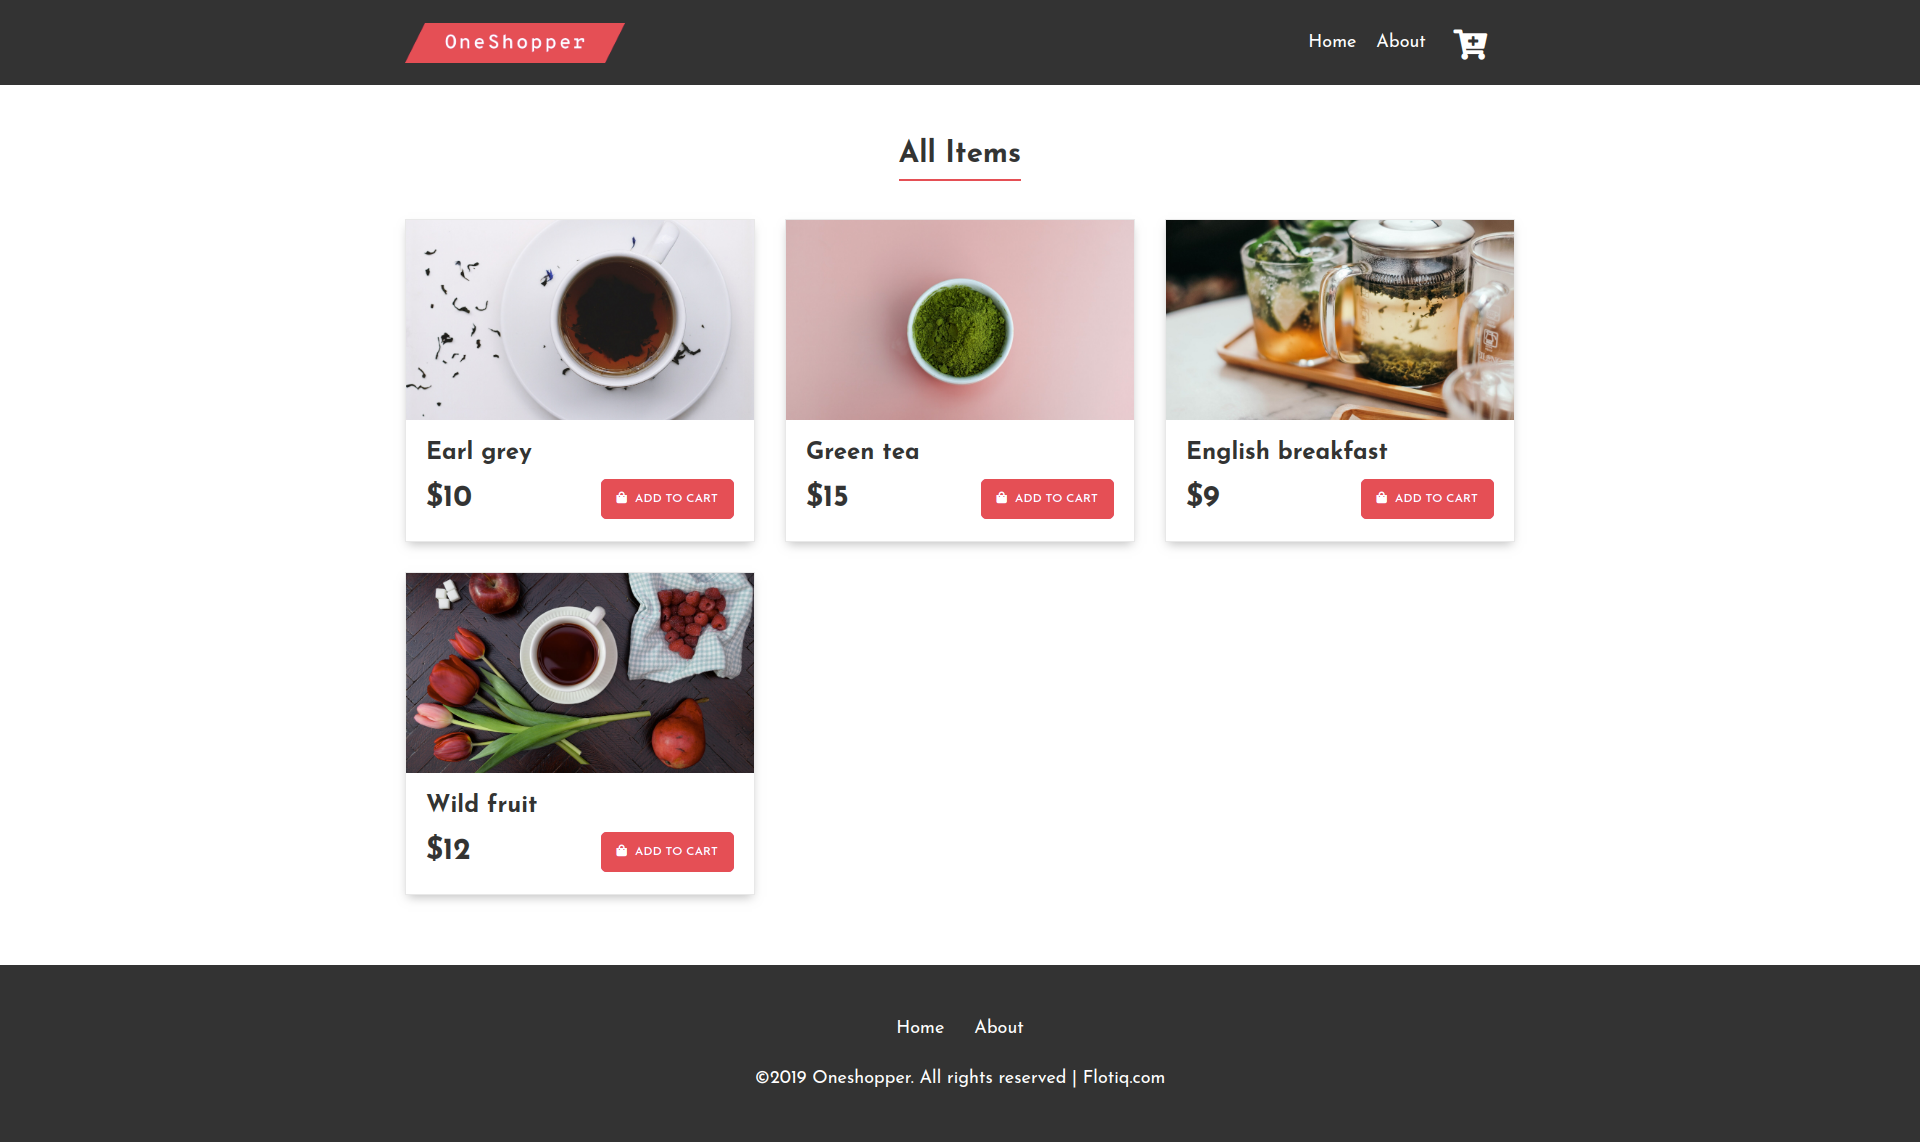 OneShopper
Home About
All Items
Earl grey
$10 ADD TO CART
Green tea
$15 ADD TO CART
English breakfast
$9 ADD TO CART
Wild fruit
$12 ADD TO CART
Home About
©2019 Oneshopper. All rights reserved | Flotiq.com